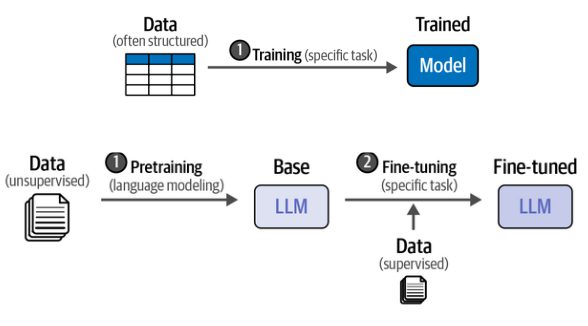 Data
(often structured)
1 Training (specific task)
Trained
Model
Data
(unsupervised)
1 Pretraining
(language modeling)
Base
LLM
2 Fine-tuning
(specific task)
Data
(supervised)
Fine-tuned
LLM